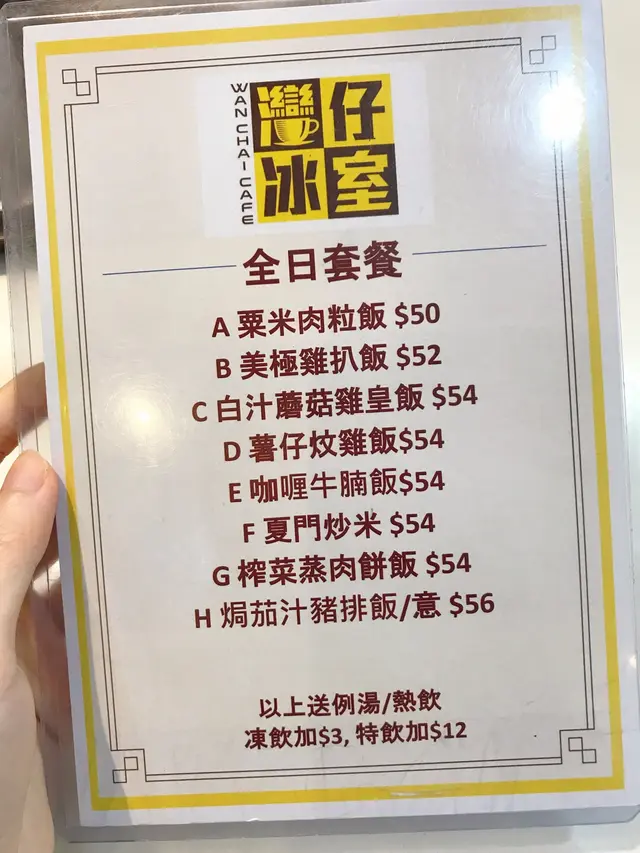 WAN CHAI CAFE
灣仔
冰室
全日套餐
A 粟米肉粒飯 $50
B 美極雞扒飯 $52
C 白汁蘑菇雞皇飯 $54
D 薯仔炆雞飯$54
E 咖喱牛腩飯$54
F 夏門炒米 $54
G 榨菜蒸肉餅飯 $54
H 焗茄汁豬排飯/意 $56
以上送例湯/熱飲
凍飲加$3, 特飲加$12